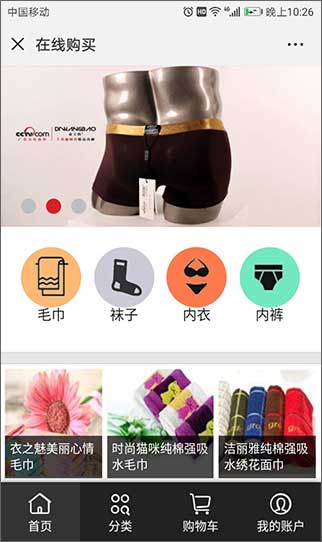 中国移动
HD
4G
晚上10:26
在线购买
CCTV.com
DIWANGBAO
毛巾
袜子
内衣
内裤
衣之魅美丽心情
毛巾
时尚猫咪纯棉强吸
水毛巾
洁丽雅纯棉强吸
水绣花面巾
首页
分类
购物车
我的账户